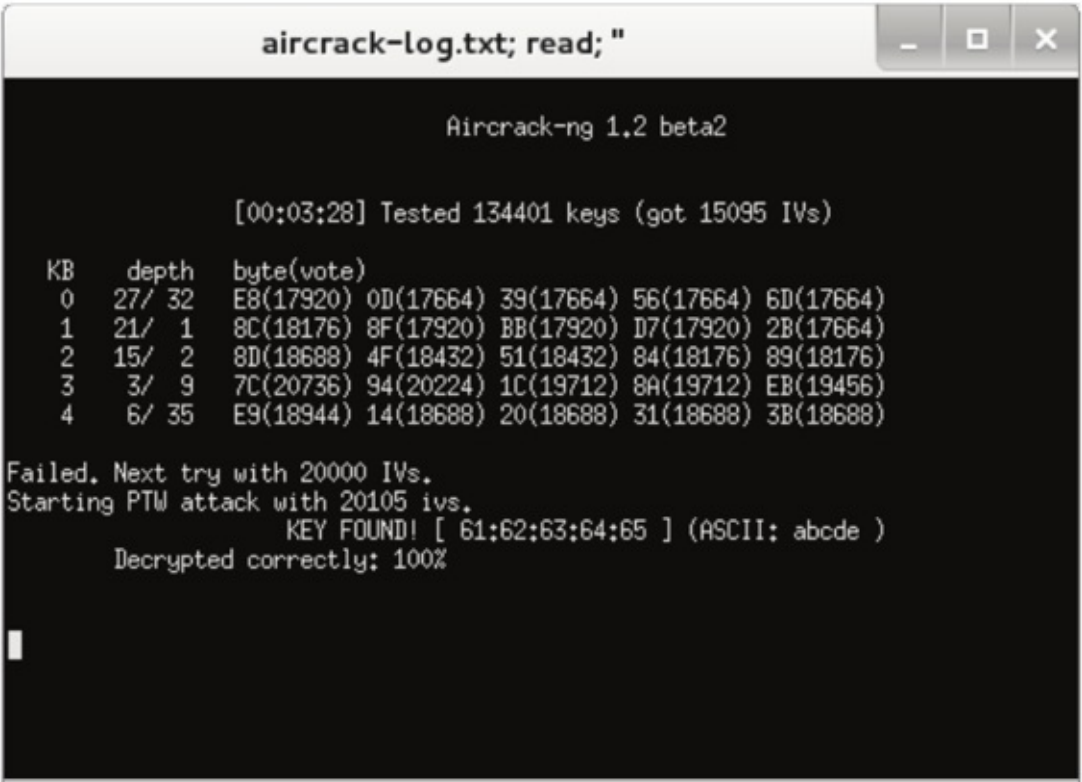 aircrack-log.txt; read; "
Aircrack-ng 1.2 beta2
[00:03:28] Tested 134401 keys (got 15095 IVs)
KB depth byte(vote)
0 27/ 32 E8(17920) 0D(17664) 39(17664) 56(17664) 6D(17664)
1 21/ 1 8C(18176) 8F(17920) BB(17920) D7(17920) 2B(17664)
2 15/ 2 8D(18688) 4F(18432) 51(18432) 84(18176) 89(18176)
3 3/ 9 7C(20736) 94(20224) 1C(19712) 8A(19712) EB(19456)
4 6/ 35 E9(18944) 14(18688) 20(18688) 31(18688) 3B(18688)
Failed. Next try with 20000 IVs.
Starting PTW attack with 20105 ivs.
KEY FOUND! [ 61:62:63:64:65 ] (ASCII: abcde )
Decrypted correctly: 100%